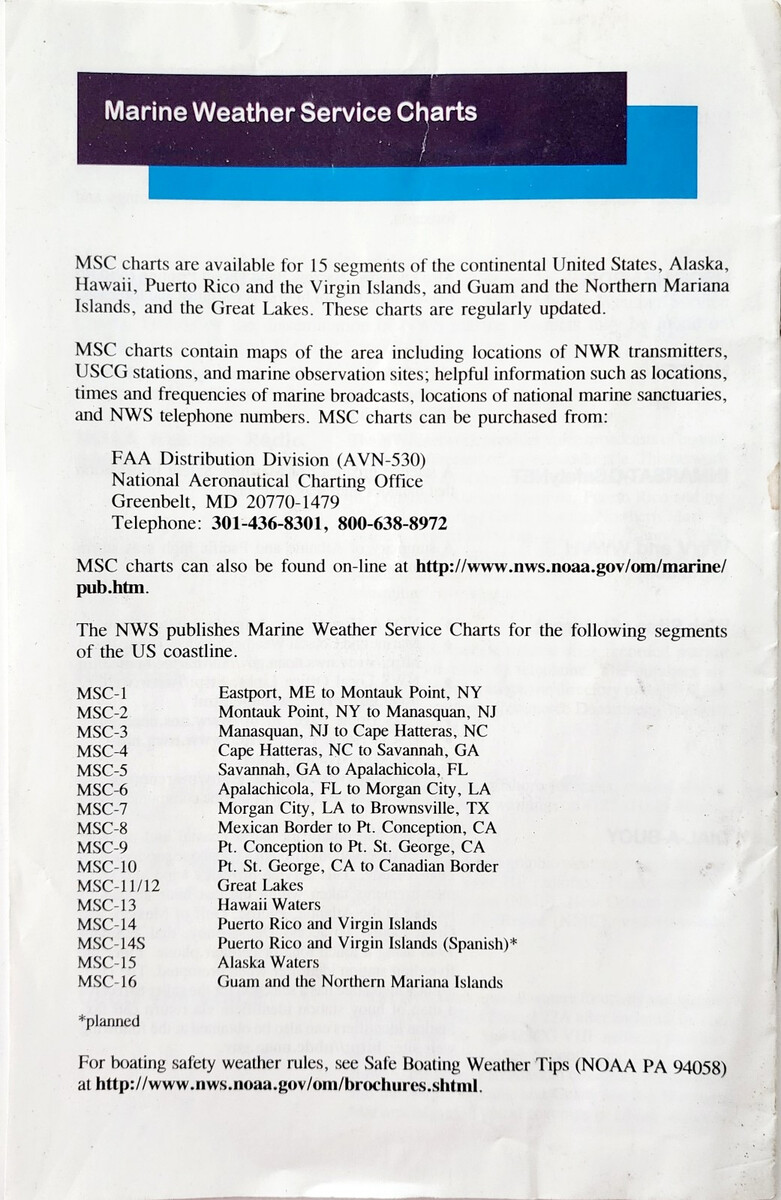 Marine Weather Service Charts
MSC charts are available for 15 segments of the continental United States, Alaska,
Hawaii, Puerto Rico and the Virgin Islands, and Guam and the Northern Mariana
Islands, and the Great Lakes. These charts are regularly updated.
MSC charts contain maps of the area including locations of NWR transmitters,
USCG stations, and marine observation sites; helpful information such as locations,
times and frequencies of marine broadcasts, locations of national marine sanctuaries,
and NWS telephone numbers. MSC charts can be purchased from:
FAA Distribution Division (AVN-530)
National Aeronautical Charting Office
Greenbelt, MD 20770-1479
Telephone: 301-436-8301, 800-638-8972
MSC charts can also be found on-line at http://www.nws.noaa.gov/om/marine/
pub.htm.
The NWS publishes Marine Weather Service Charts for the following segments
of the US coastline.
MSC-1 Eastport, ME to Montauk Point, NY
MSC-2 Montauk Point, NY to Manasquan, NJ
MSC-3 Manasquan, NJ to Cape Hatteras, NC
MSC-4 Cape Hatteras, NC to Savannah, GA
MSC-5 Savannah, GA to Apalachicola, FL
MSC-6 Apalachicola, FL to Morgan City, LA
MSC-7 Morgan City, LA to Brownsville, TX
MSC-8 Mexican Border to Pt. Conception, CA
MSC-9 Pt. Conception to Pt. St. George, CA
MSC-10 Pt. St. George, CA to Canadian Border
MSC-11/12 Great Lakes
MSC-13 Hawaii Waters
MSC-14 Puerto Rico and Virgin Islands
MSC-14S Puerto Rico and Virgin Islands (Spanish)*
MSC-15 Alaska Waters
MSC-16 Guam and the Northern Mariana Islands
*planned
For boating safety weather rules, see Safe Boating Weather Tips (NOAA PA 94058)
at http://www.nws.noaa.gov/om/brochures.shtml.